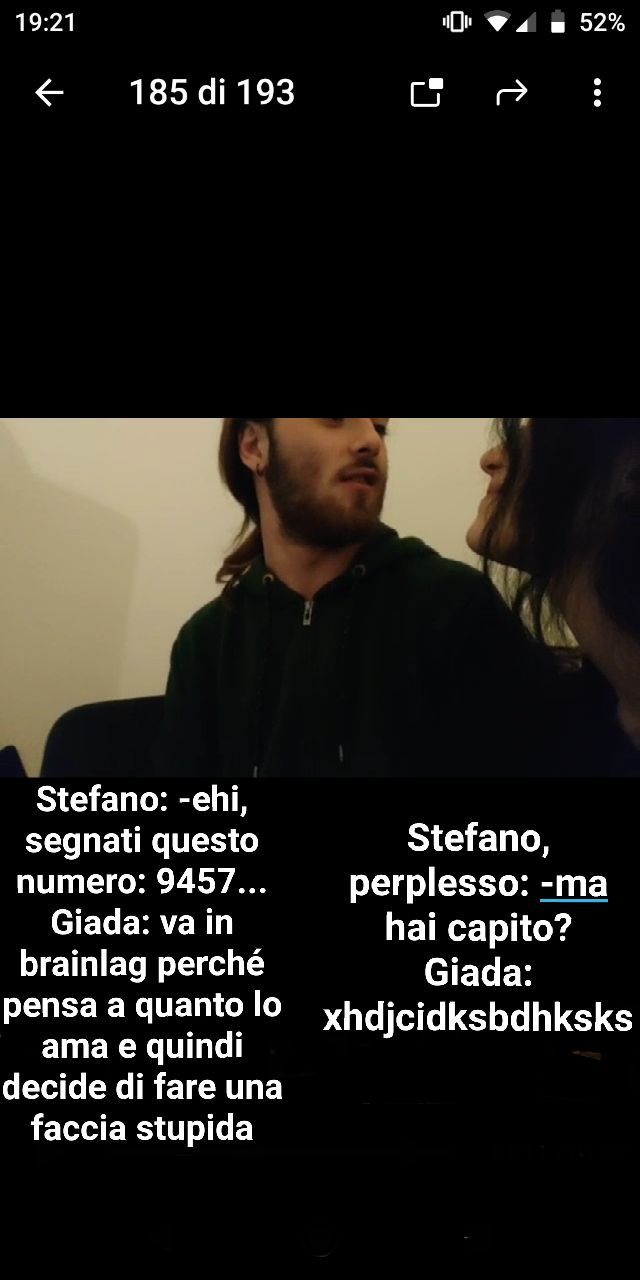 19:21
52%
185 di 193
Stefano: -ehi,
segnati questo
numero: 9457...
Giada: va in
brainlag perché
pensa a quanto lo
ama e quindi
decide di fare una
faccia stupida
Stefano,
perplesso: -ma
hai capito?
Giada:
xhdjcidksbdhksks